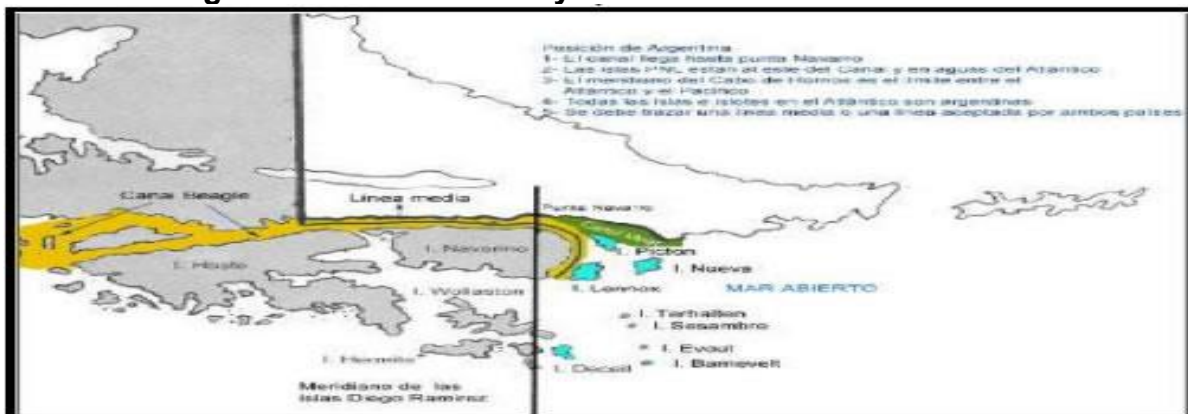 Posición de Argentina
1- El canal llega hasta punta Navarro
2- Las islas PNL están al este del Canal y en aguas del Atlántico
3- El meridiano del Cabo de Hornos es el límite entre el
Atlántico y el Pacífico
4- Todas las islas e islotes en el Atlántico son argentinas
5- Se debe trazar una línea media o una línea aceptada por ambos países
Canal Beagle
Línea media
Punta Navarro
I. Navarino
I. Picton
I. Hoste
I. Nueva
I. Lennox
MAR ABIERTO
I. Wollaston
I. Terhalten
I. Sesambre
I. Evout
I. Hermite
I. Barnevelt
I. Deceit
Meridiano de las
islas Diego Ramirez